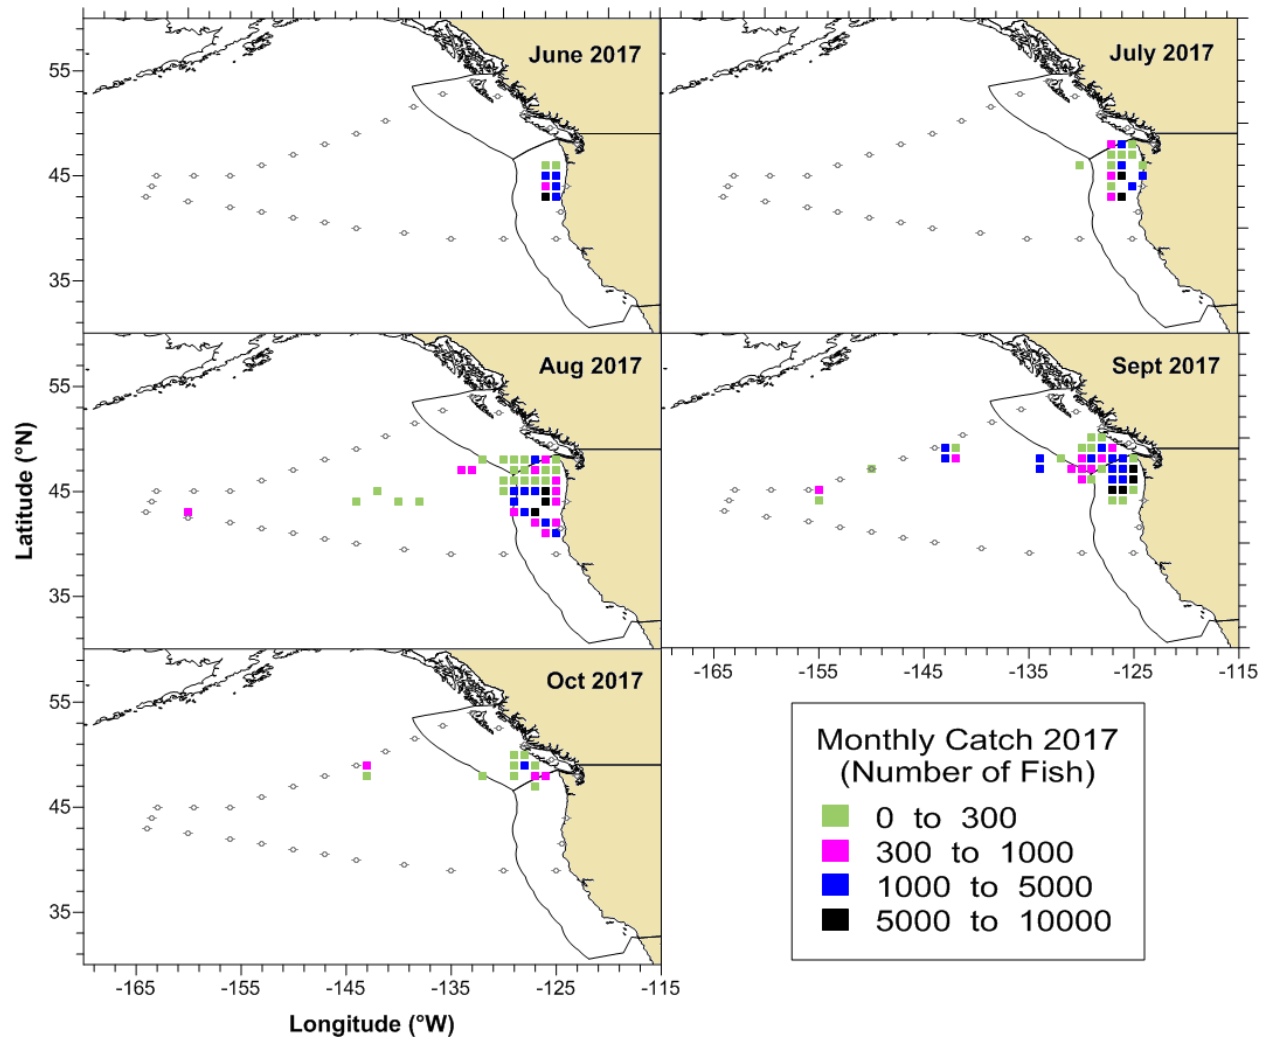 June 2017
July 2017
55
45
35
Aug 2017
Sept 2017
55
45
35
Latitude (°N)
-165 -155 -145 -135 -125 -115
Oct 2017
55
45
35
Monthly Catch 2017
(Number of Fish)
0 to 300
300 to 1000
1000 to 5000
5000 to 10000
-165 -155 -145 -135 -125 -115
Longitude (°W)